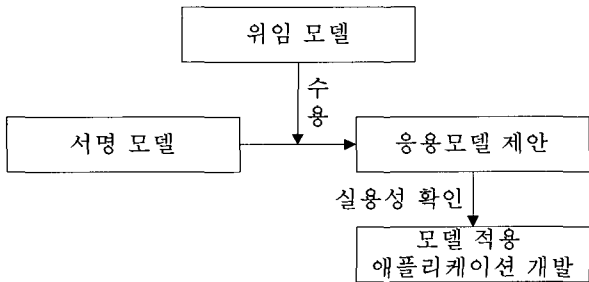 위임 모델
수
용
서명 모델
응용모델 제안
실용성 확인
모델 적용
애플리케이션 개발